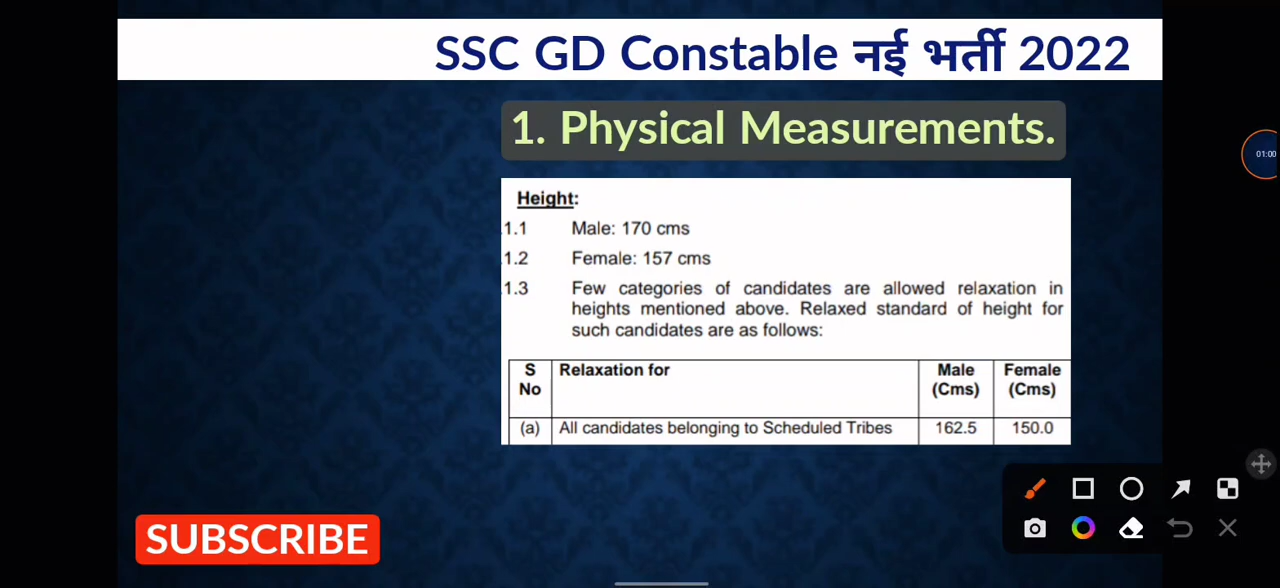 SSC GD Constable नई भर्ती 2022
1. Physical Measurements.
01:00
Height:
.1.1 Male: 170 cms
.1.2 Female: 157 cms
.1.3 Few categories of candidates are allowed relaxation in
heights mentioned above. Relaxed standard of height for
such candidates are as follows:
S No Relaxation for Male (Cms) Female (Cms)
(a) All candidates belonging to Scheduled Tribes 162.5 150.0
SUBSCRIBE